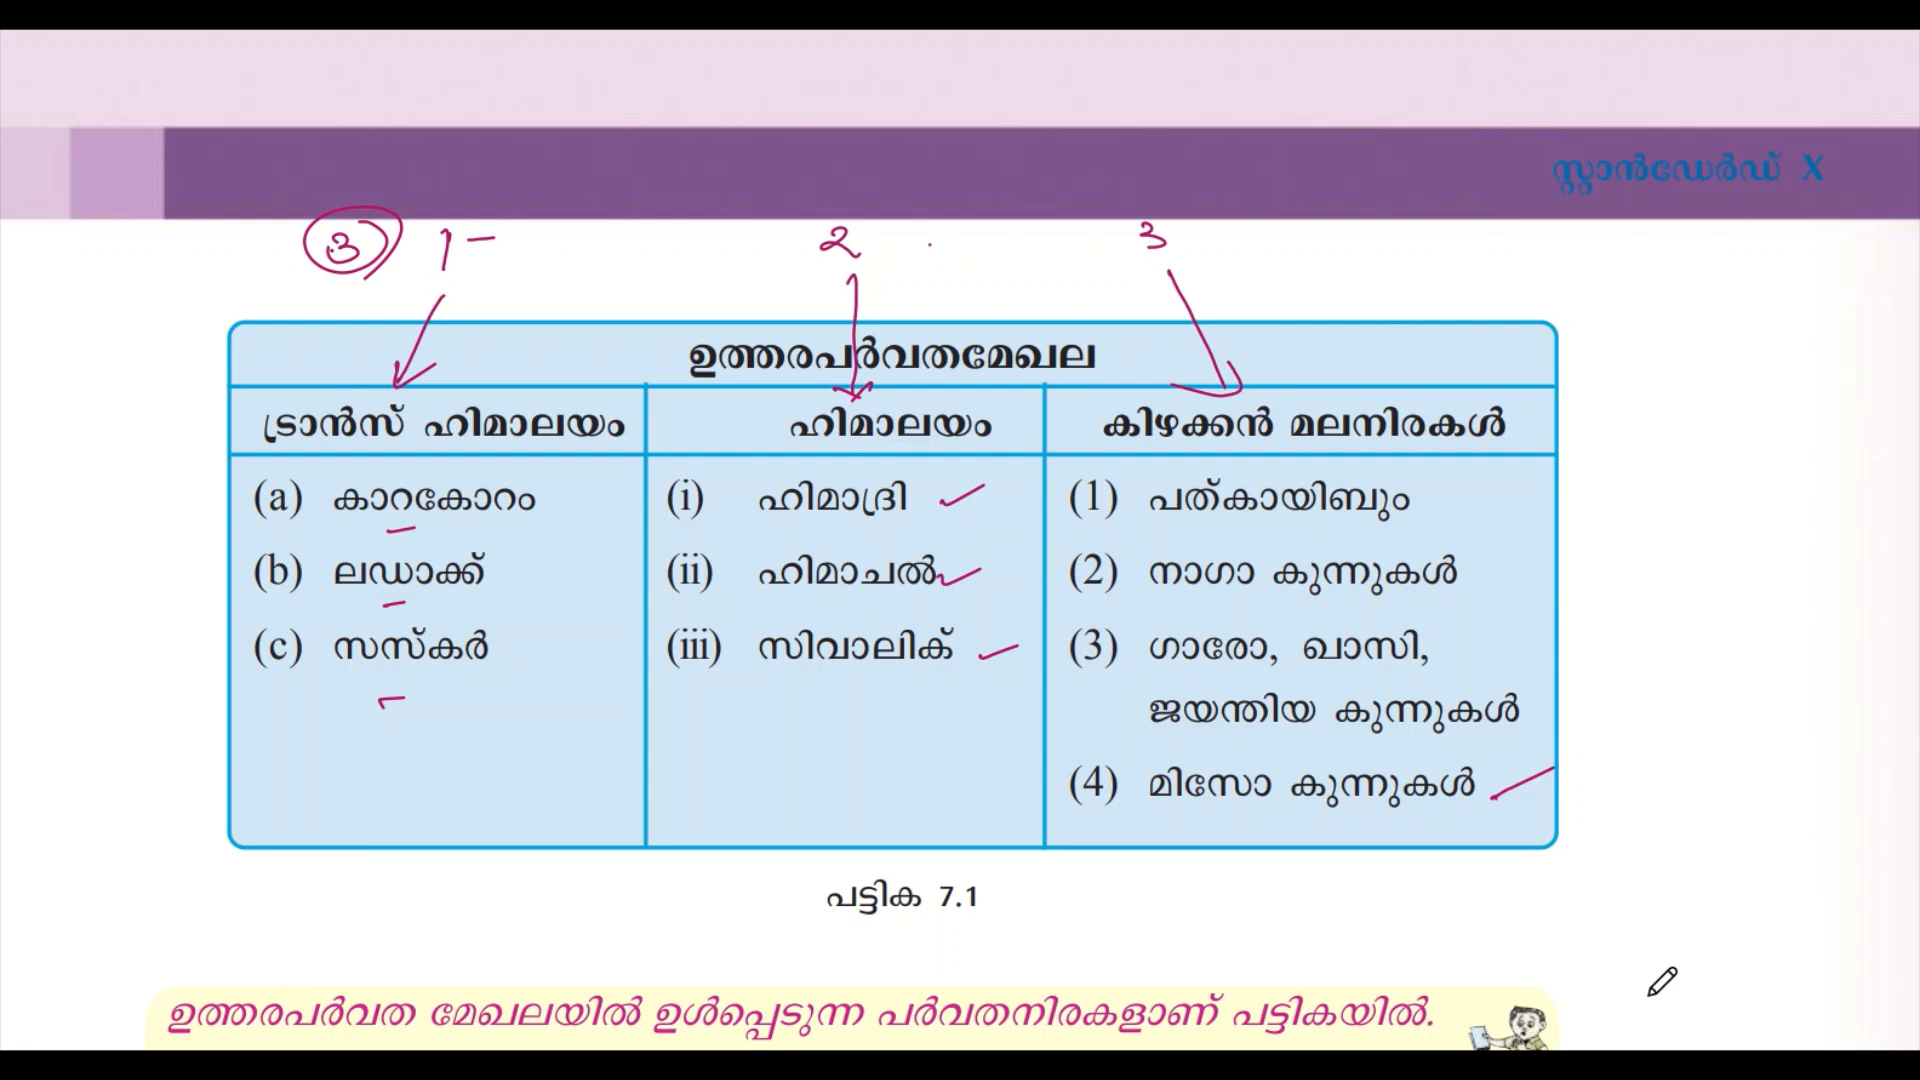 സ്റ്റാൻഡേർഡ് X
3 1 - 2 3
ഉത്തരപർവതമേഖല
ട്രാൻസ് ഹിമാലയം ഹിമാലയം കിഴക്കൻ മലനിരകൾ
(a) കാറകോറം (i) ഹിമാദ്രി (1) പത്കായിബും
(b) ലഡാക്ക് (ii) ഹിമാചൽ (2) നാഗാ കുന്നുകൾ
(c) സസ്കർ (iii) സിവാലിക് (3) ഗാരോ, ഖാസി,
ജയന്തിയ കുന്നുകൾ
(4) മിസോ കുന്നുകൾ
പട്ടിക 7.1
ഉത്തരപർവത മേഖലയിൽ ഉൾപ്പെടുന്ന പർവതനിരകളാണ് പട്ടികയിൽ.